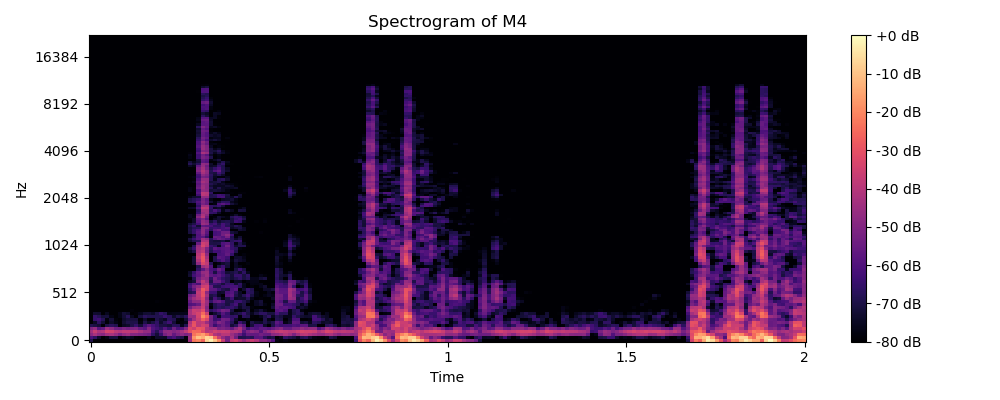 Spectrogram of M4
Hz
16384
8192
4096
2048
1024
512
0
0 0.5 1 1.5 2
Time
+0 dB
-10 dB
-20 dB
-30 dB
-40 dB
-50 dB
-60 dB
-70 dB
-80 dB